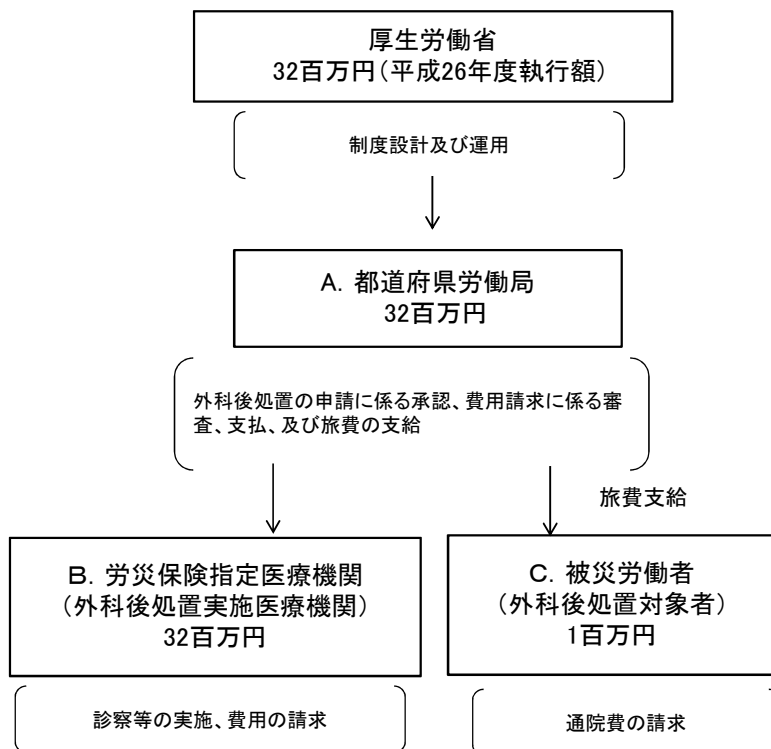 厚生労働省
32百万円(平成26年度執行額)
制度設計及び運用
A. 都道府県労働局
32百万円
外科後処置の申請に係る承認、費用請求に係る審
査、支払、及び旅費の支給
旅費支給
B. 労災保険指定医療機関
(外科後処置実施医療機関)
32百万円
C. 被災労働者
(外科後処置対象者)
1百万円
診察等の実施、費用の請求
通院費の請求